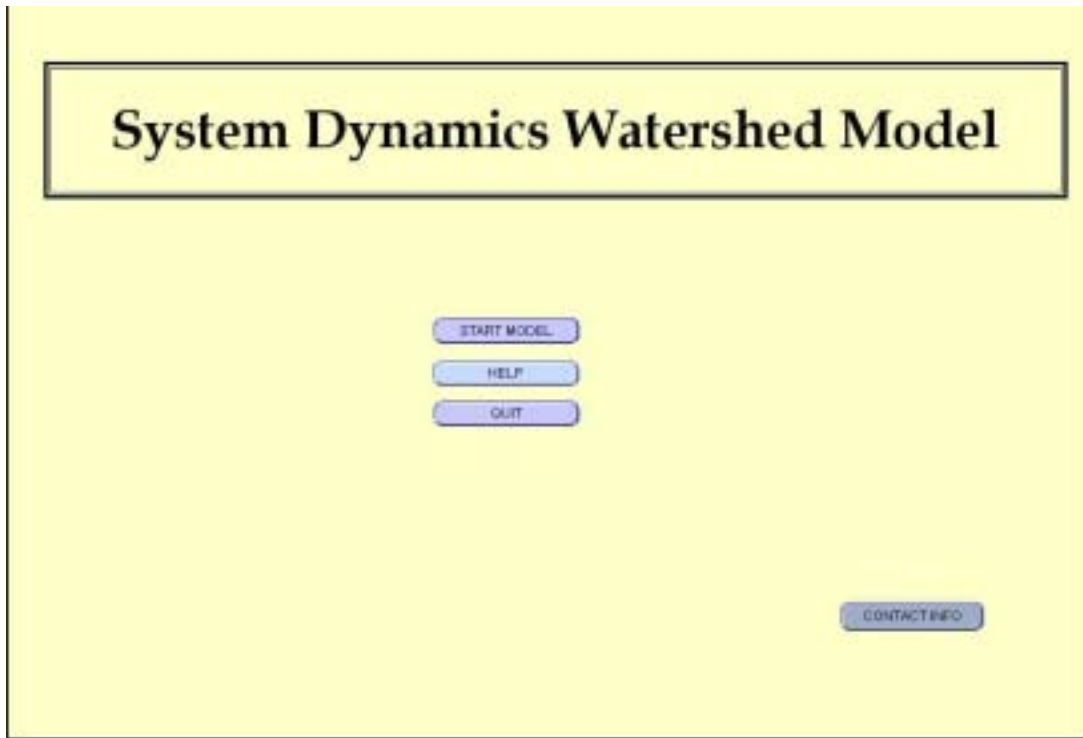 System Dynamics Watershed Model
START MODEL
HELP
QUIT
CONTACT INFO